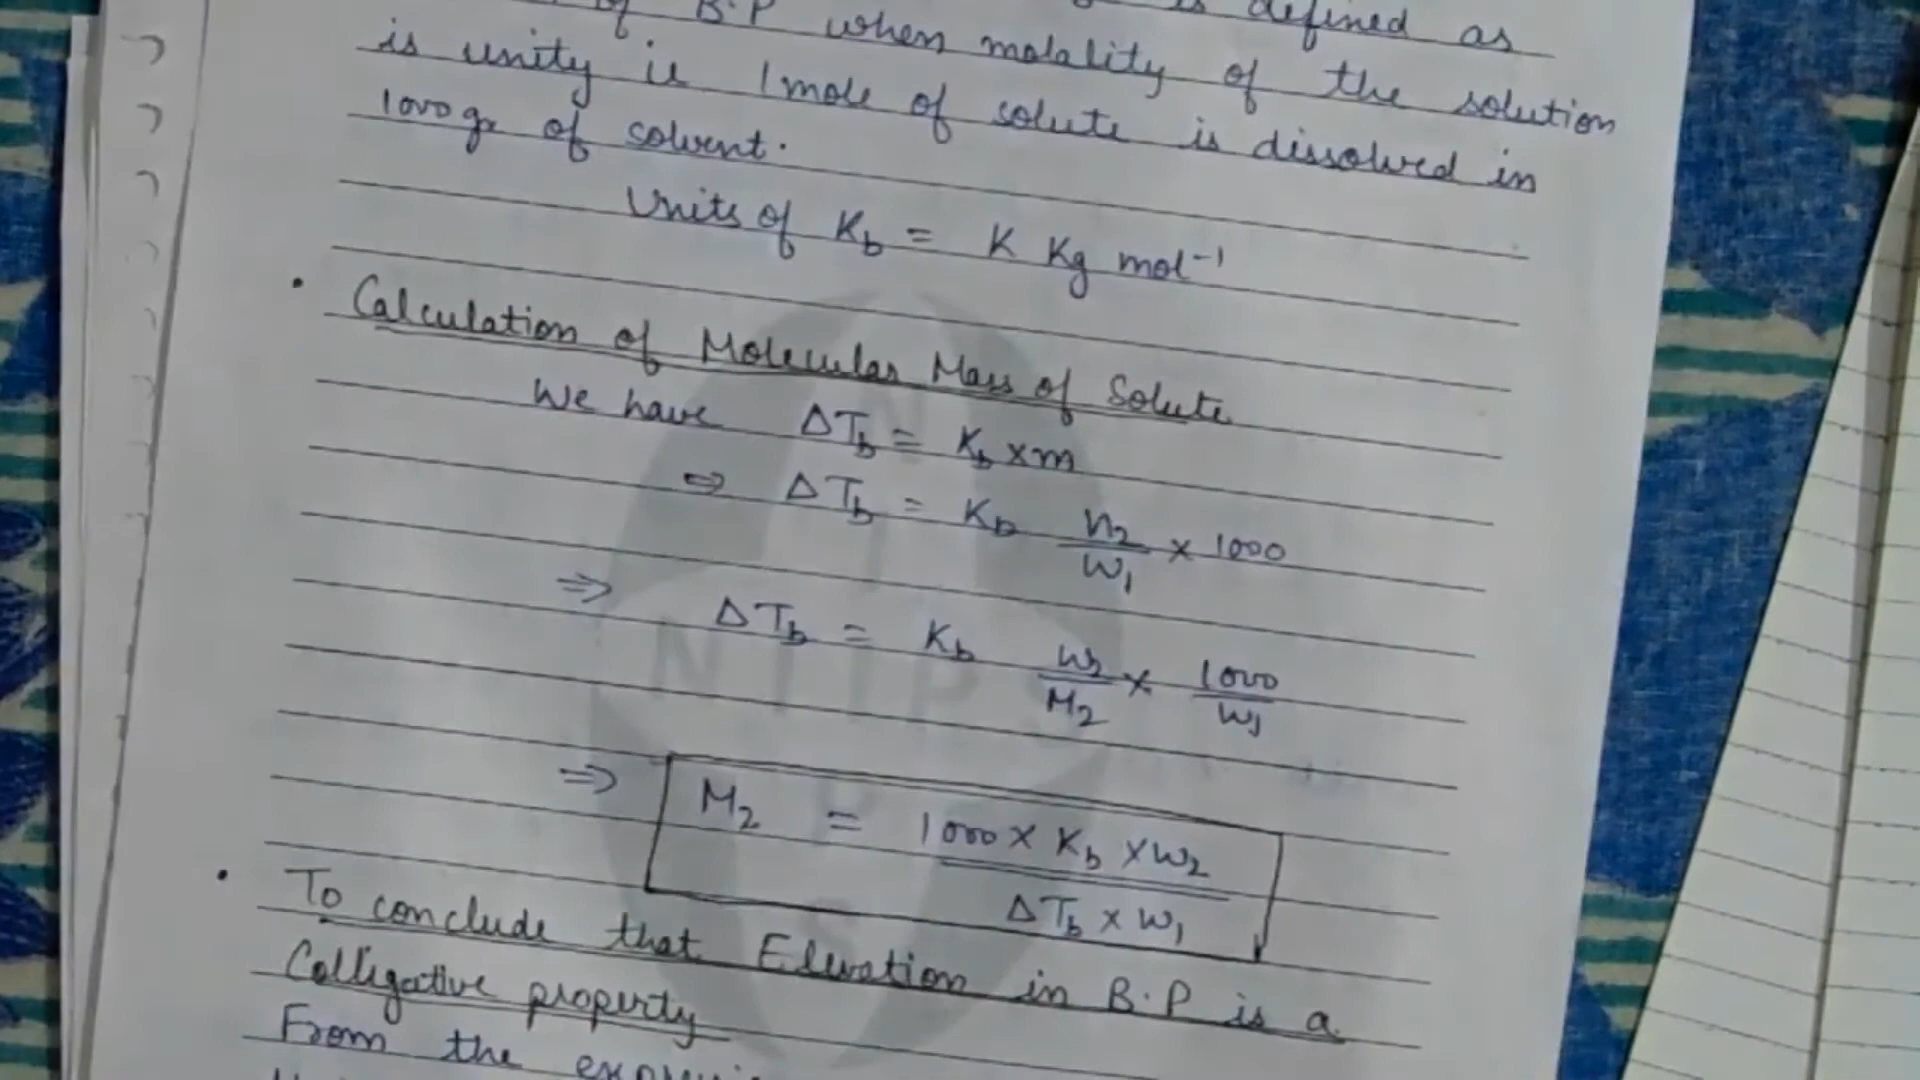 of B.P when molality of the solution
is defined as
is unity ie 1 mole of solute is dissolved in
1000 gr of solvent.
Units of Kb = K Kg mol⁻¹
• Calculation of Molecular Mass of Solute
We have ΔTb = Kb × m
⇒ ΔTb = Kb n2/W1 × 1000
⇒ ΔTb = Kb w2/M2 × 1000/W1
⇒ M2 = 1000 × Kb × W2 / ΔTb × W1
• To conclude that Elevation in B.P is a
Colligative property
From the
NTIPS